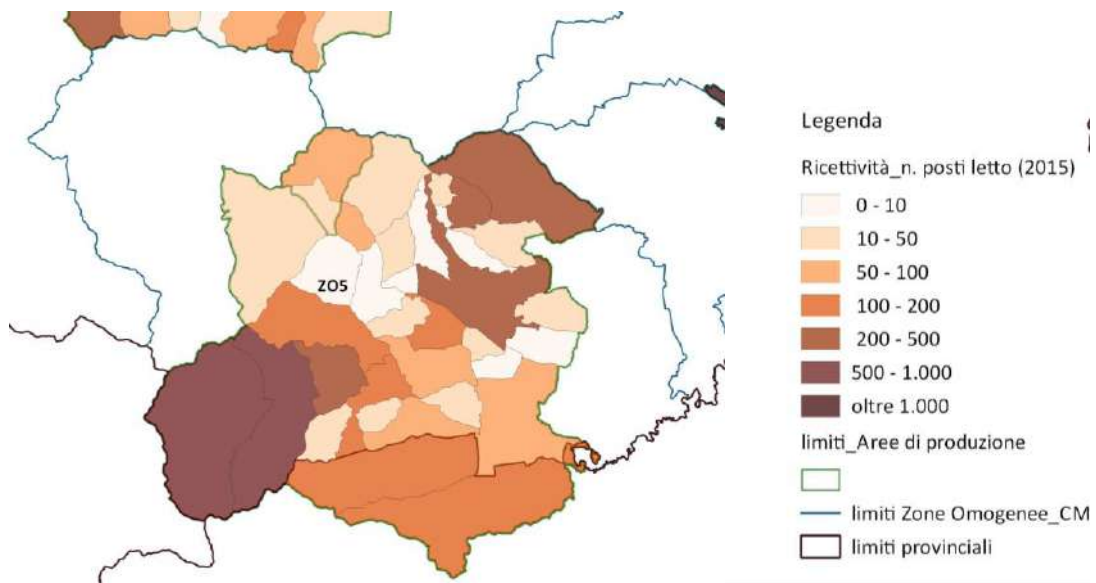 ZO5
Legenda
Ricettività_n. posti letto (2015)
0 - 10
10 - 50
50 - 100
100 - 200
200 - 500
500 - 1.000
oltre 1.000
limiti_Aree di produzione
limiti Zone Omogenee_CM
limiti provinciali